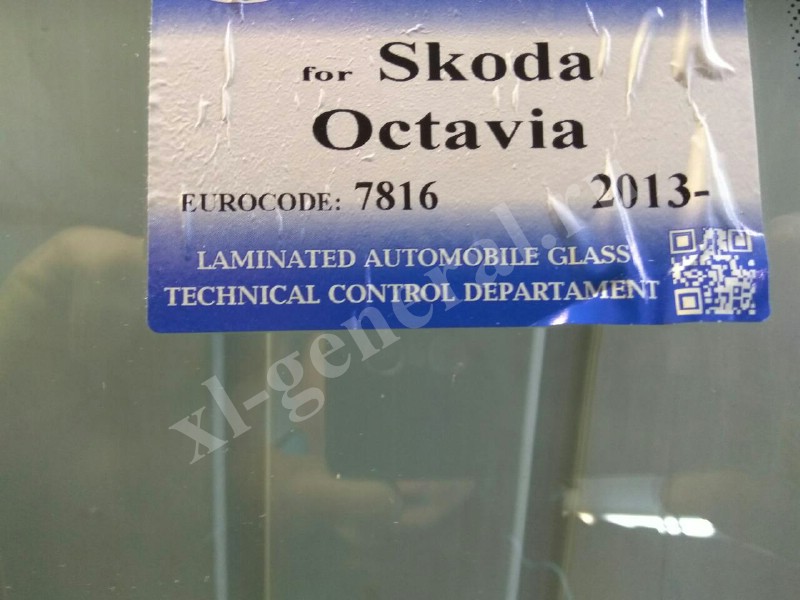 for Skoda
Octavia
EUROCODE: 7816 2013-
LAMINATED AUTOMOBILE GLASS
TECHNICAL CONTROL DEPARTAMENT
xl-general.ru